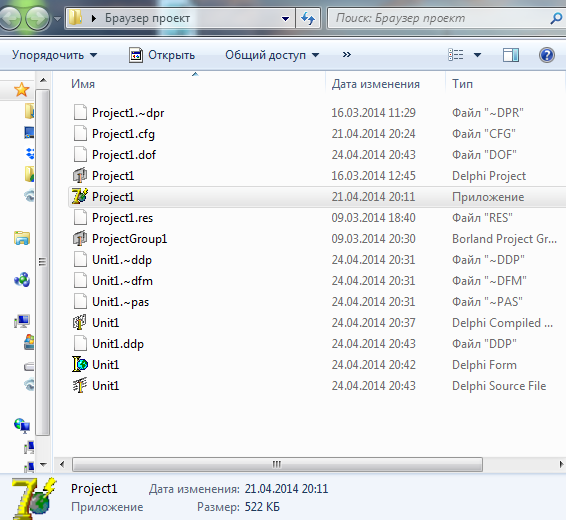 Браузер проект
Поиск: Браузер проект
Упорядочить Открыть Общий доступ »
Имя Дата изменения Тип
Project1.~dpr 16.03.2014 11:29 Файл "~DPR"
Project1.cfg 21.04.2014 20:24 Файл "CFG"
Project1.dof 24.04.2014 20:43 Файл "DOF"
Project1 16.03.2014 12:45 Delphi Project
Project1 21.04.2014 20:11 Приложение
Project1.res 09.03.2014 18:40 Файл "RES"
ProjectGroup1 09.03.2014 20:30 Borland Project Gr...
Unit1.~ddp 24.04.2014 20:31 Файл "~DDP"
Unit1.~dfm 24.04.2014 20:31 Файл "~DFM"
Unit1.~pas 24.04.2014 20:31 Файл "~PAS"
Unit1 24.04.2014 20:37 Delphi Compiled ...
Unit1.ddp 24.04.2014 20:43 Файл "DDP"
Unit1 24.04.2014 20:42 Delphi Form
Unit1 24.04.2014 20:43 Delphi Source File
Project1 Дата изменения: 21.04.2014 20:11
Приложение Размер: 522 КБ